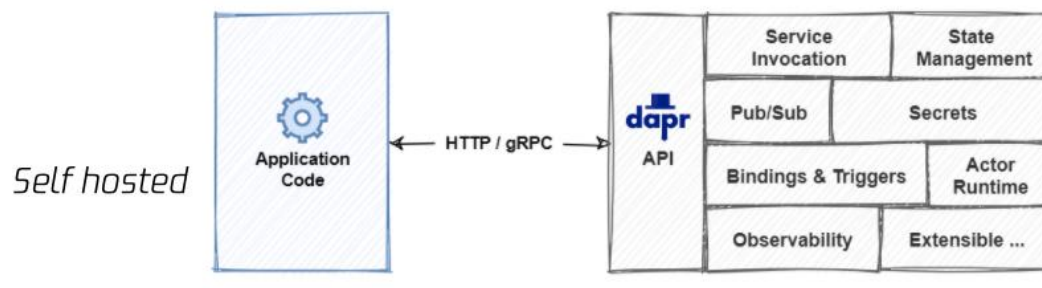 Self hosted
Application
Code
HTTP / gRPC
dapr
API
Service
Invocation
State
Management
Pub/Sub
Secrets
Bindings & Triggers
Actor
Runtime
Observability
Extensible ...